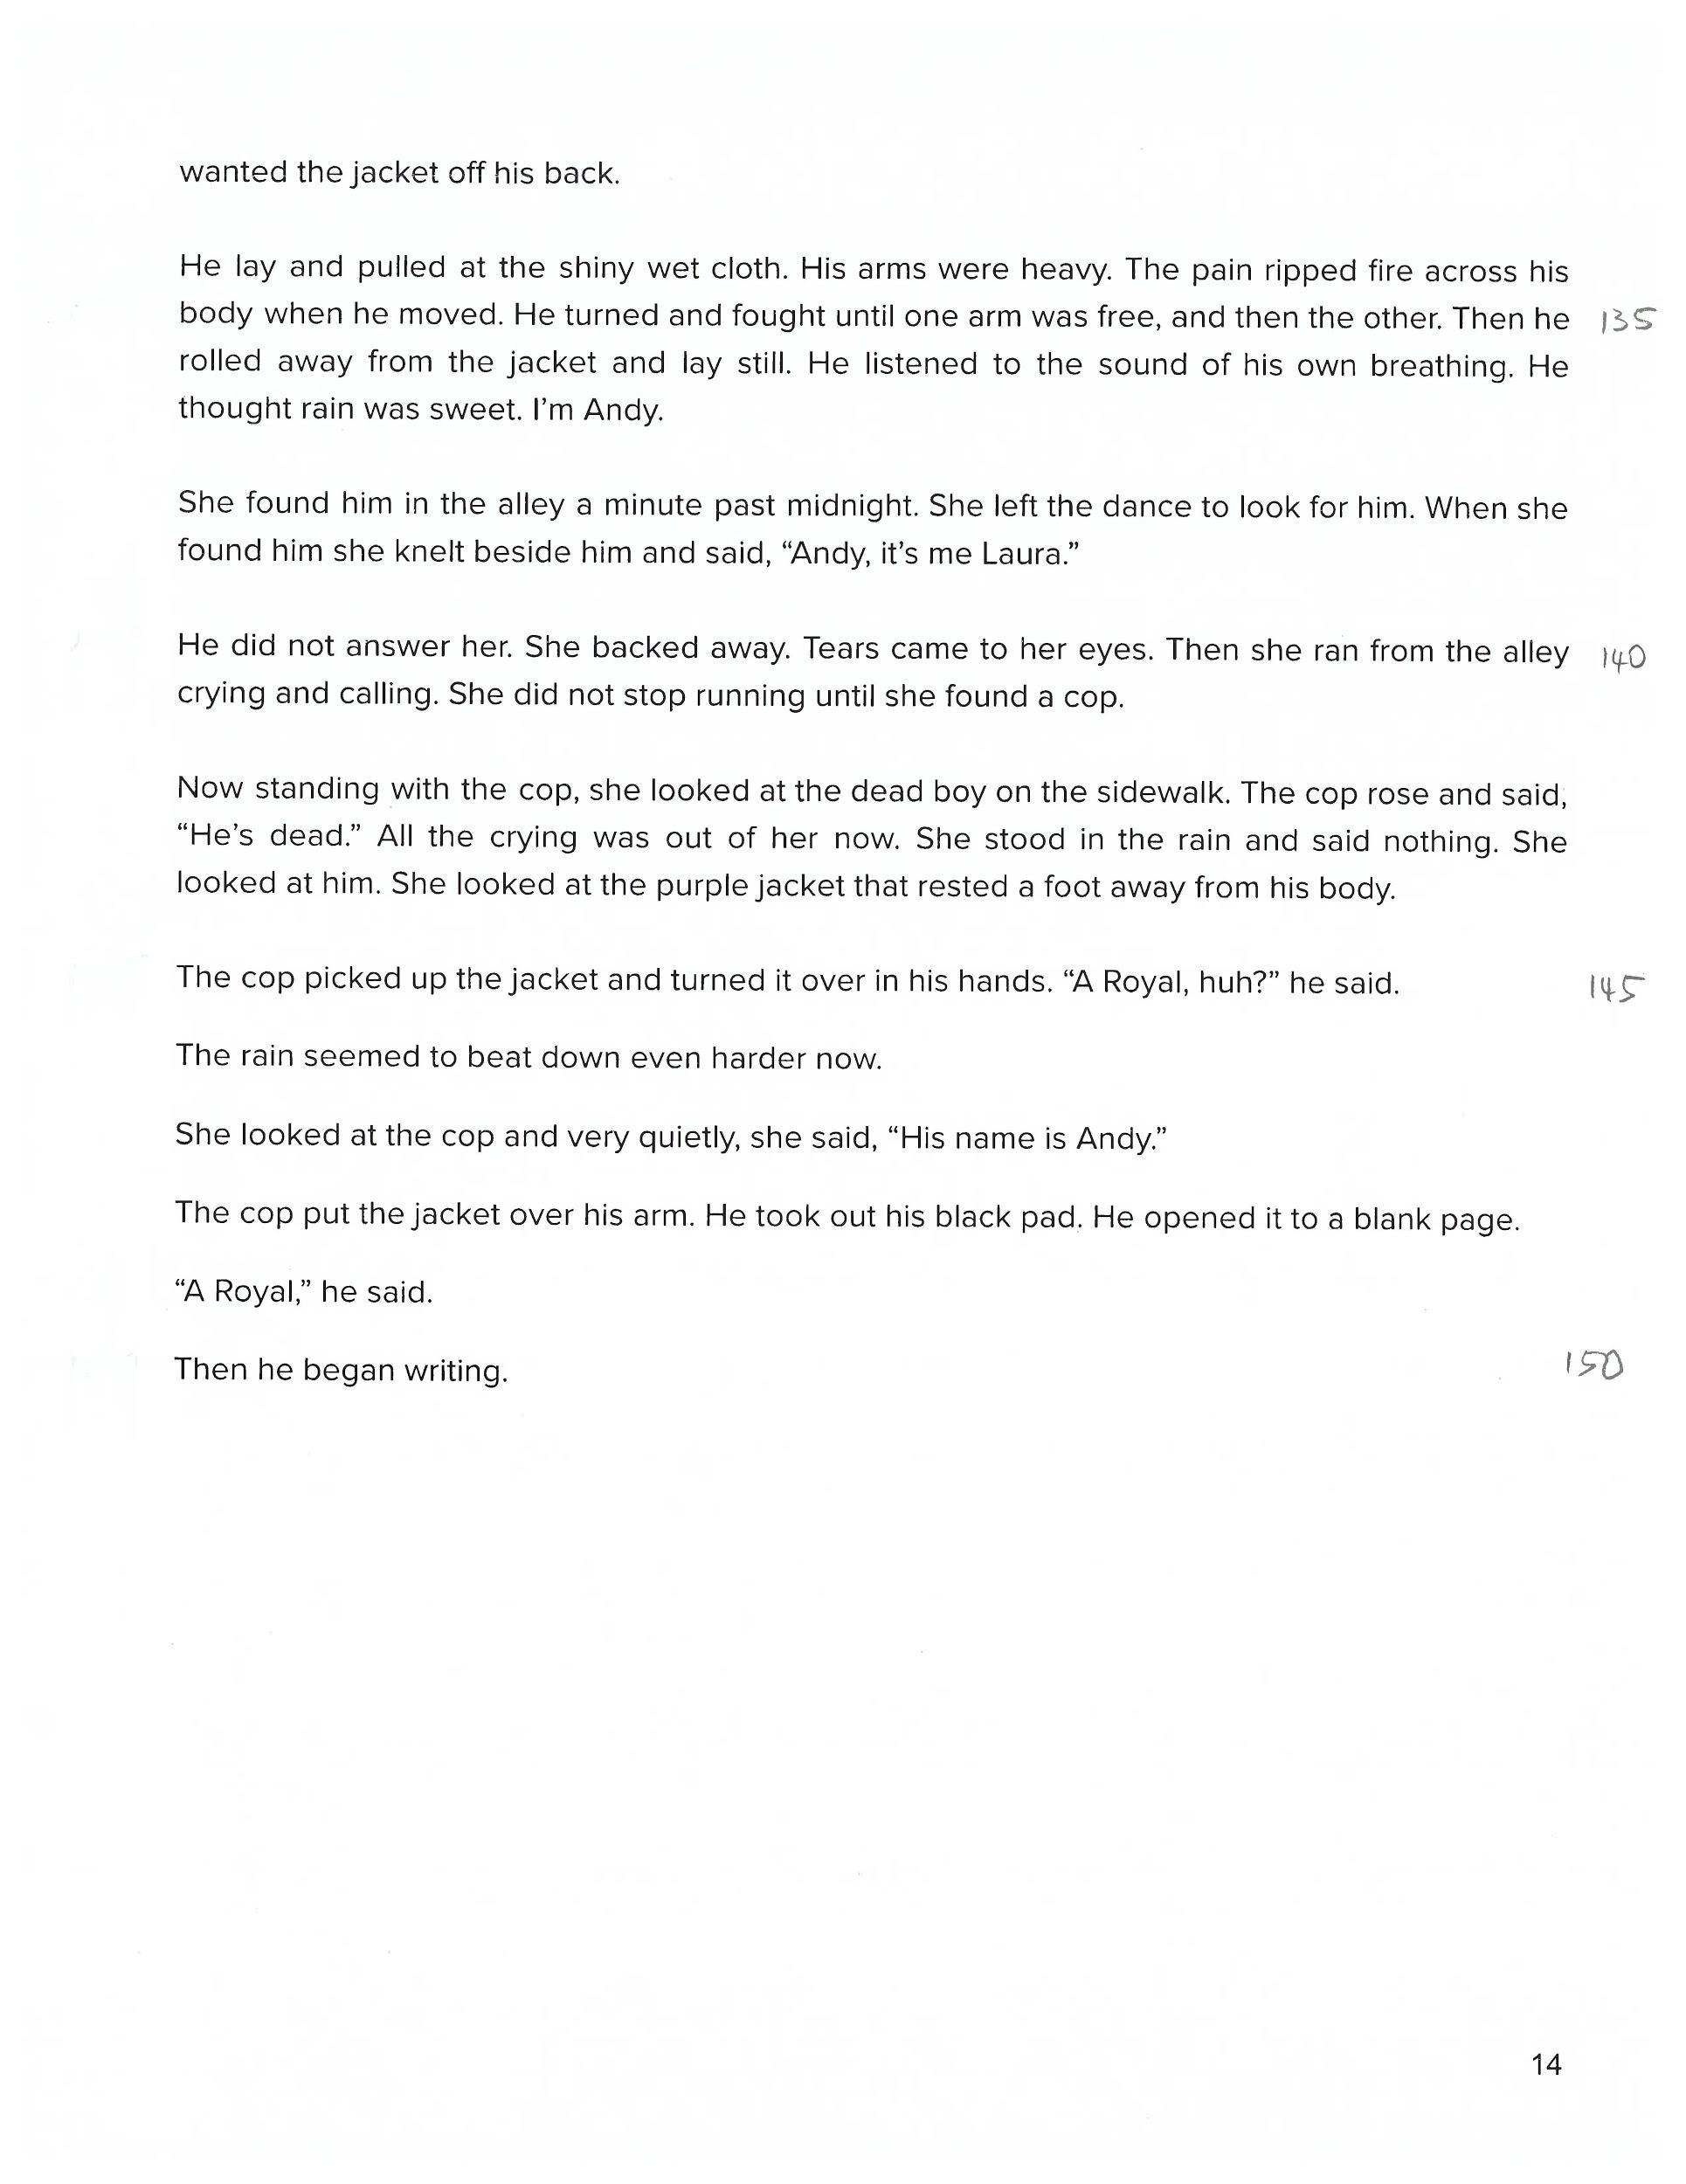 wanted the jacket off his back.
He lay and pulled at the shiny wet cloth. His arms were heavy. The pain ripped fire across his
body when he moved. He turned and fought until one arm was free, and then the other. Then he 135
rolled away from the jacket and lay still. He listened to the sound of his own breathing. He
thought rain was sweet. I’m Andy.
She found him in the alley a minute past midnight. She left the dance to look for him. When she
found him she knelt beside him and said, “Andy, it’s me Laura.”
He did not answer her. She backed away. Tears came to her eyes. Then she ran from the alley 140
crying and calling. She did not stop running until she found a cop.
Now standing with the cop, she looked at the dead boy on the sidewalk. The cop rose and said,
“He’s dead.” All the crying was out of her now. She stood in the rain and said nothing. She
looked at him. She looked at the purple jacket that rested a foot away from his body.
The cop picked up the jacket and turned it over in his hands. “A Royal, huh?” he said. 145
The rain seemed to beat down even harder now.
She looked at the cop and very quietly, she said, “His name is Andy.”
The cop put the jacket over his arm. He took out his black pad. He opened it to a blank page.
“A Royal,” he said.
Then he began writing. 150
14